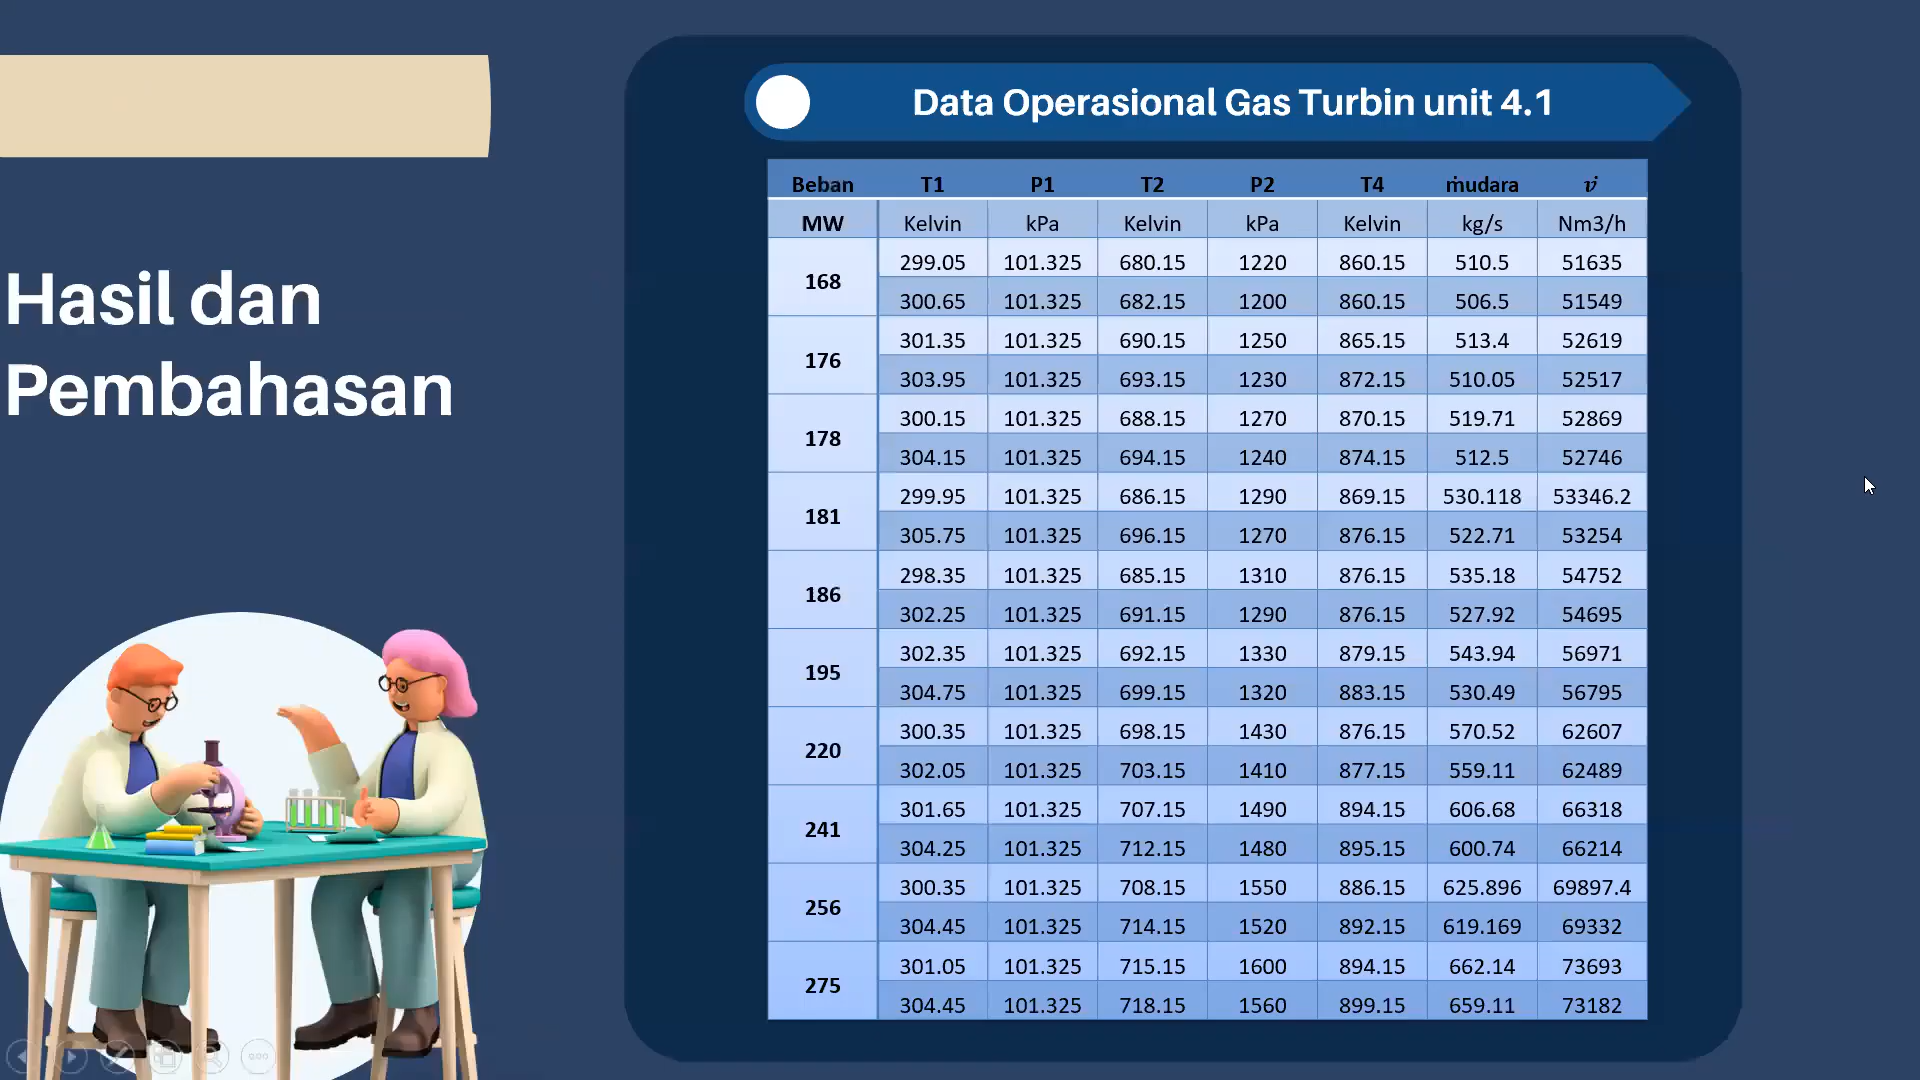 Hasil dan
Pembahasan
Data Operasional Gas Turbin unit 4.1
Beban T1 P1 T2 P2 T4 ṁudara v̇
MW Kelvin kPa Kelvin kPa Kelvin kg/s Nm3/h
168 299.05 101.325 680.15 1220 860.15 510.5 51635
300.65 101.325 682.15 1200 860.15 506.5 51549
176 301.35 101.325 690.15 1250 865.15 513.4 52619
303.95 101.325 693.15 1230 872.15 510.05 52517
178 300.15 101.325 688.15 1270 870.15 519.71 52869
304.15 101.325 694.15 1240 874.15 512.5 52746
181 299.95 101.325 686.15 1290 869.15 530.118 53346.2
305.75 101.325 696.15 1270 876.15 522.71 53254
186 298.35 101.325 685.15 1310 876.15 535.18 54752
302.25 101.325 691.15 1290 876.15 527.92 54695
195 302.35 101.325 692.15 1330 879.15 543.94 56971
304.75 101.325 699.15 1320 883.15 530.49 56795
220 300.35 101.325 698.15 1430 876.15 570.52 62607
302.05 101.325 703.15 1410 877.15 559.11 62489
241 301.65 101.325 707.15 1490 894.15 606.68 66318
304.25 101.325 712.15 1480 895.15 600.74 66214
256 300.35 101.325 708.15 1550 886.15 625.896 69897.4
304.45 101.325 714.15 1520 892.15 619.169 69332
275 301.05 101.325 715.15 1600 894.15 662.14 73693
304.45 101.325 718.15 1560 899.15 659.11 73182